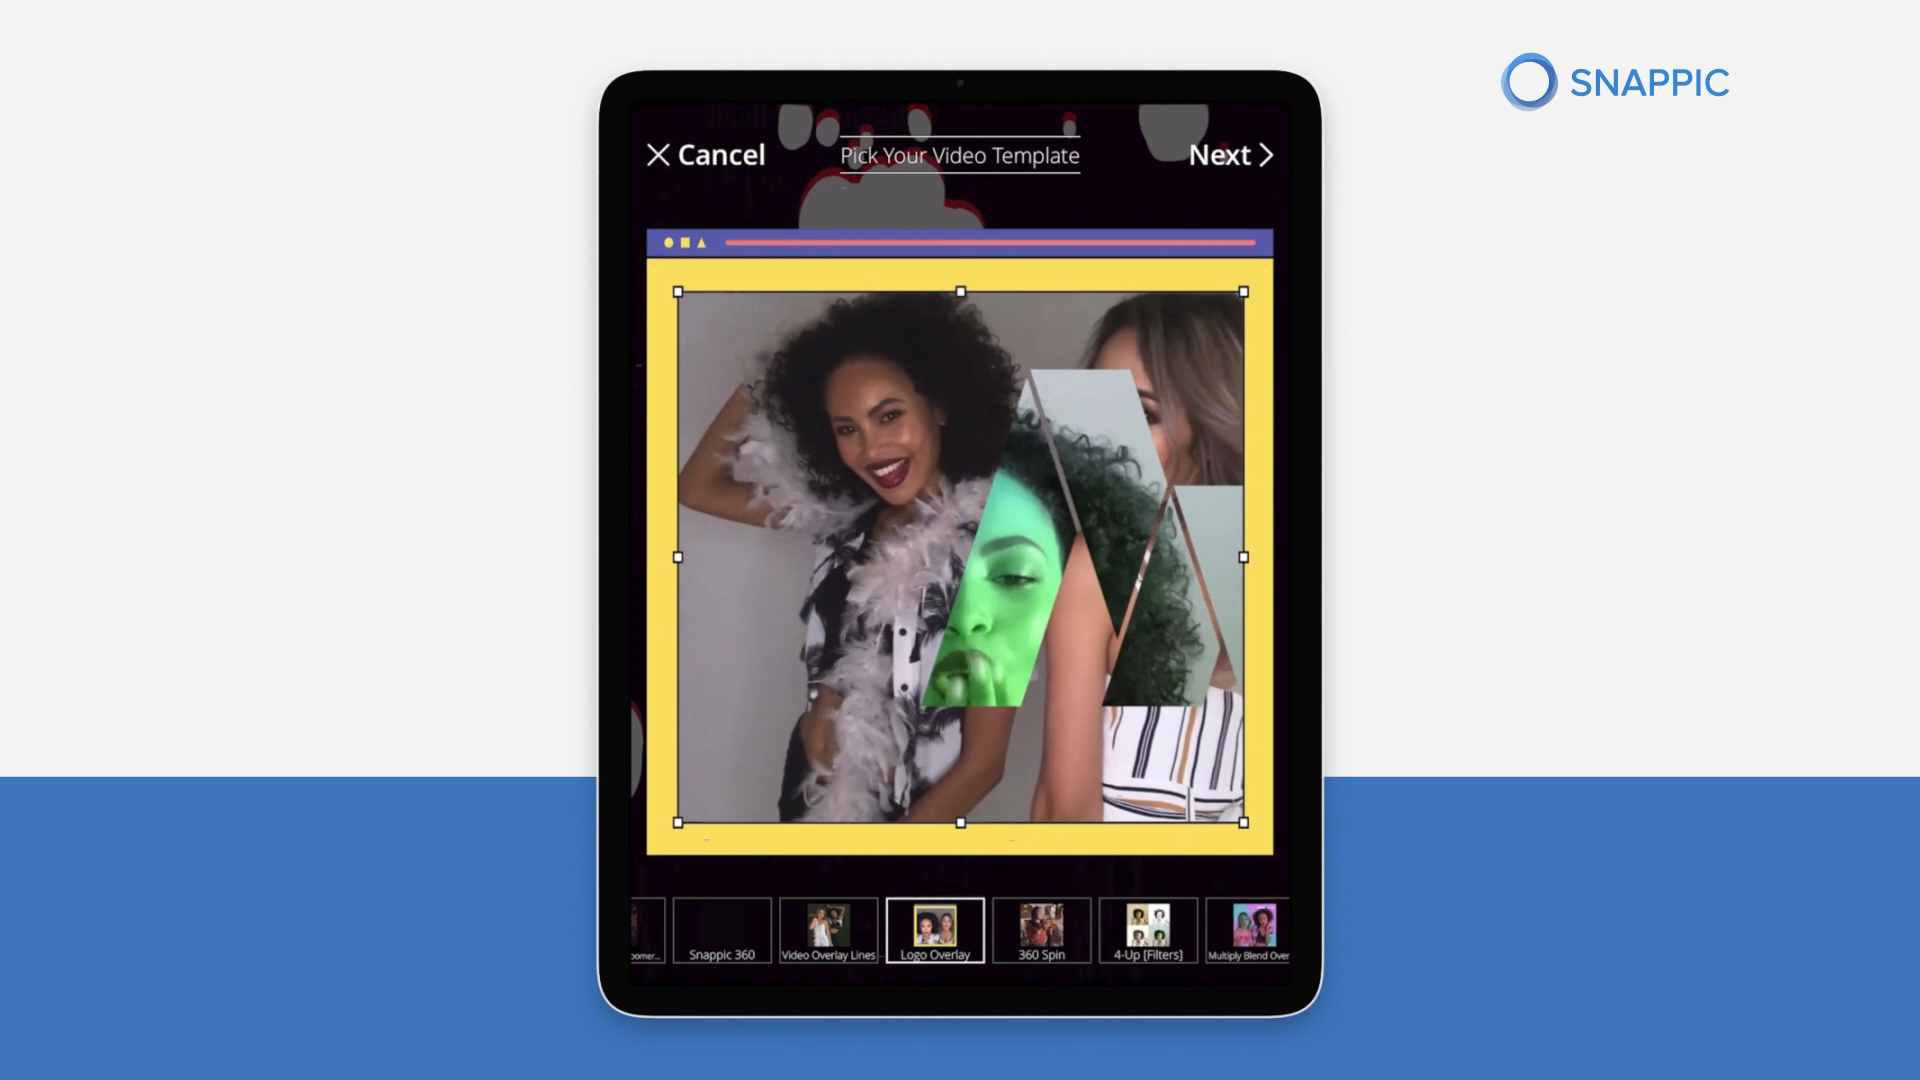 SNAPPIC
Cancel
Pick Your Video Template
Next
Snappic 360
Video Overlay Lines
Logo Overlay
360 Spin
4-Up [Filters]
Multiply Blend Over